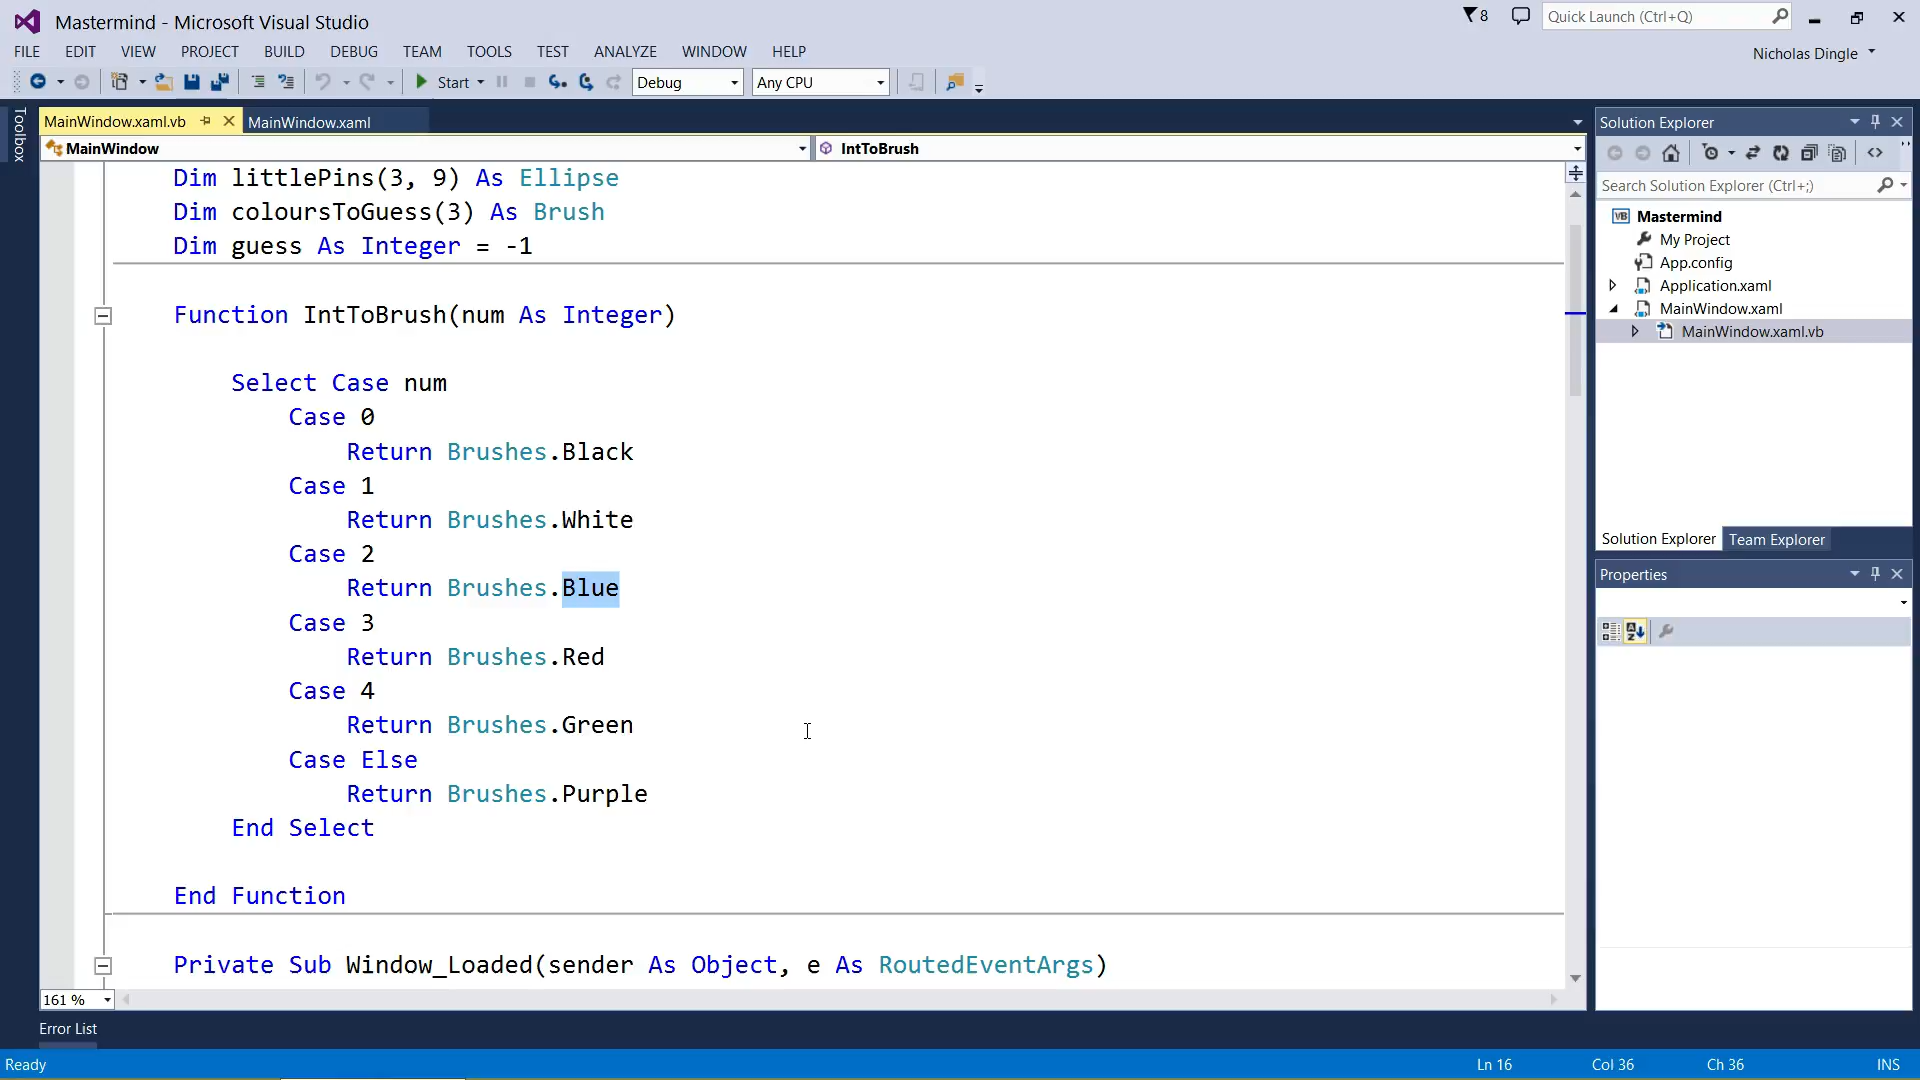 Mastermind - Microsoft Visual Studio
8
Quick Launch (Ctrl+Q)
FILE EDIT VIEW PROJECT BUILD DEBUG TEAM TOOLS TEST ANALYZE WINDOW HELP
Nicholas Dingle
Start
Debug
Any CPU
Toolbox
MainWindow.xaml.vb
MainWindow.xaml
MainWindow
IntToBrush
Dim littlePins(3, 9) As Ellipse
Dim coloursToGuess(3) As Brush
Dim guess As Integer = -1
Function IntToBrush(num As Integer)
Select Case num
Case 0
Return Brushes.Black
Case 1
Return Brushes.White
Case 2
Return Brushes.Blue
Case 3
Return Brushes.Red
Case 4
Return Brushes.Green
Case Else
Return Brushes.Purple
End Select
End Function
Private Sub Window_Loaded(sender As Object, e As RoutedEventArgs)
161 %
Solution Explorer
Search Solution Explorer (Ctrl+;)
VB Mastermind
My Project
App.config
Application.xaml
MainWindow.xaml
MainWindow.xaml.vb
Solution Explorer Team Explorer
Properties
Error List
Ready
Ln 16 Col 36 Ch 36 INS